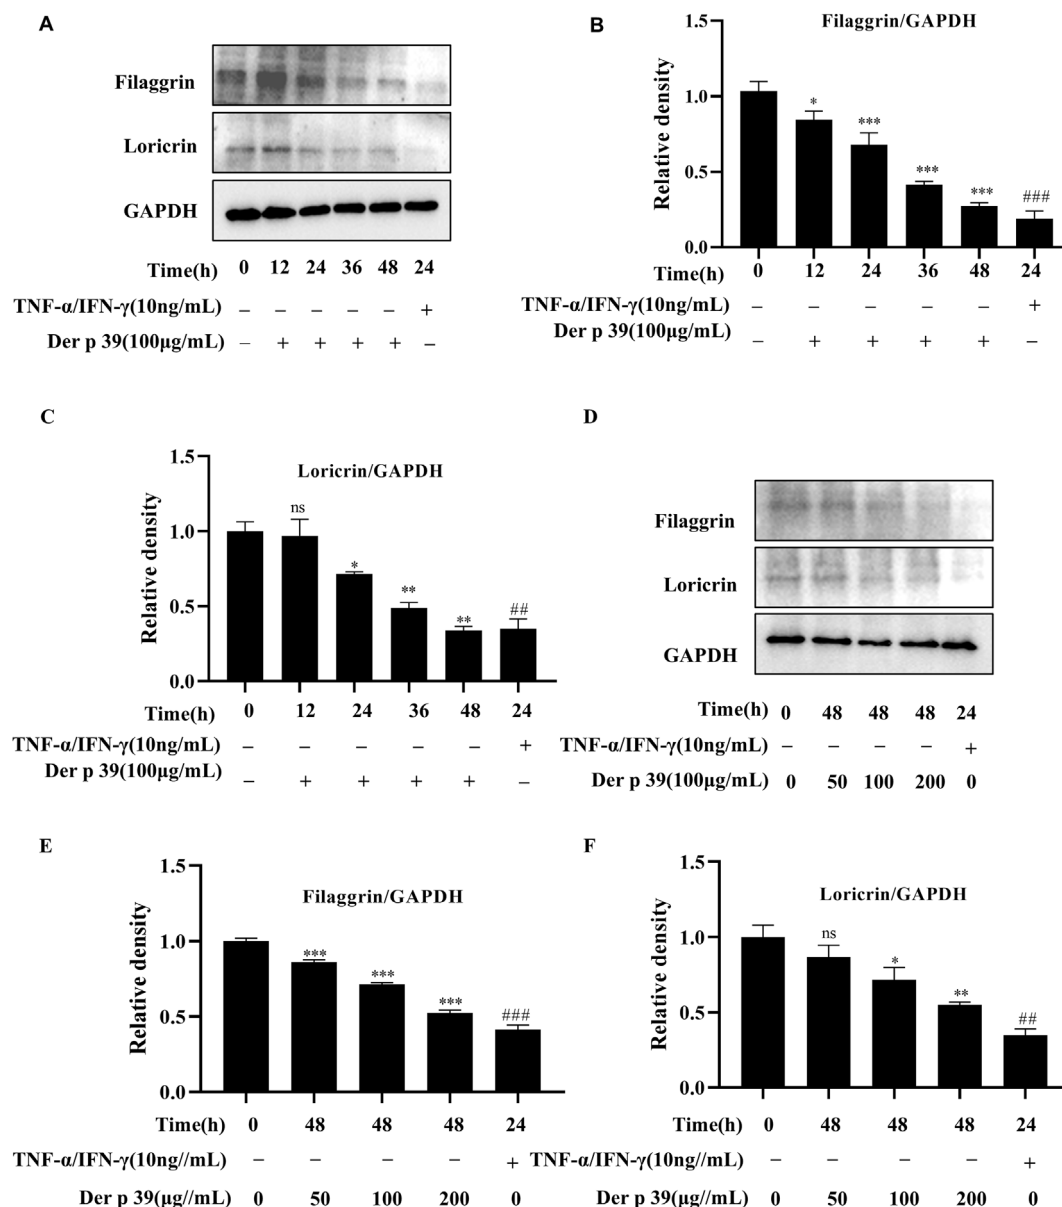 A
Filaggrin
Loricrin
GAPDH
Time(h) 0 12 24 36 48 24
TNF-α/IFN-γ(10ng/mL) – – – – – +
Der p 39(100μg/mL) – + + + + –
B
Filaggrin/GAPDH
Relative density
1.5
1.0
0.5
0.0
* *** *** *** ###
Time(h) 0 12 24 36 48 24
TNF-α/IFN-γ(10ng/mL) – – – – – +
Der p 39(100μg/mL) – + + + + –
C
Loricrin/GAPDH
Relative density
1.5
1.0
0.5
0.0
ns * ** ** ##
Time(h) 0 12 24 36 48 24
TNF-α/IFN-γ(10ng/mL) – – – – – +
Der p 39(100μg/mL) – + + + + –
D
Filaggrin
Loricrin
GAPDH
Time(h) 0 48 48 48 24
TNF-α/IFN-γ(10ng/mL) – – – – +
Der p 39(100μg/mL) 0 50 100 200 0
E
Filaggrin/GAPDH
Relative density
1.5
1.0
0.5
0.0
*** *** *** ###
Time(h) 0 48 48 48 24
TNF-α/IFN-γ(10ng//mL) – – – – +
Der p 39(μg//mL) 0 50 100 200 0
F
Loricrin/GAPDH
Relative density
1.5
1.0
0.5
0.0
ns * ** ##
Time(h) 0 48 48 48 24
TNF-α/IFN-γ(10ng//mL) – – – – +
Der p 39(μg//mL) 0 50 100 200 0